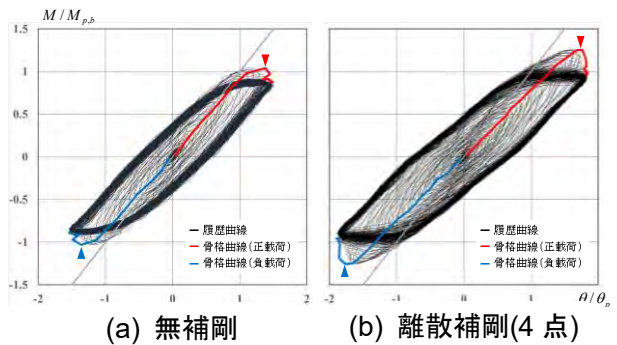 M / M p,b
1.5
1
0.5
0
-0.5
-1
-1.5
-2 -1 0 1 2
-2 -1 0 1
θ / θ p
履歴曲線
骨格曲線(正載荷)
骨格曲線(負載荷)
履歴曲線
骨格曲線(正載荷)
骨格曲線(負載荷)
(a) 無補剛
(b) 離散補剛(4 点)